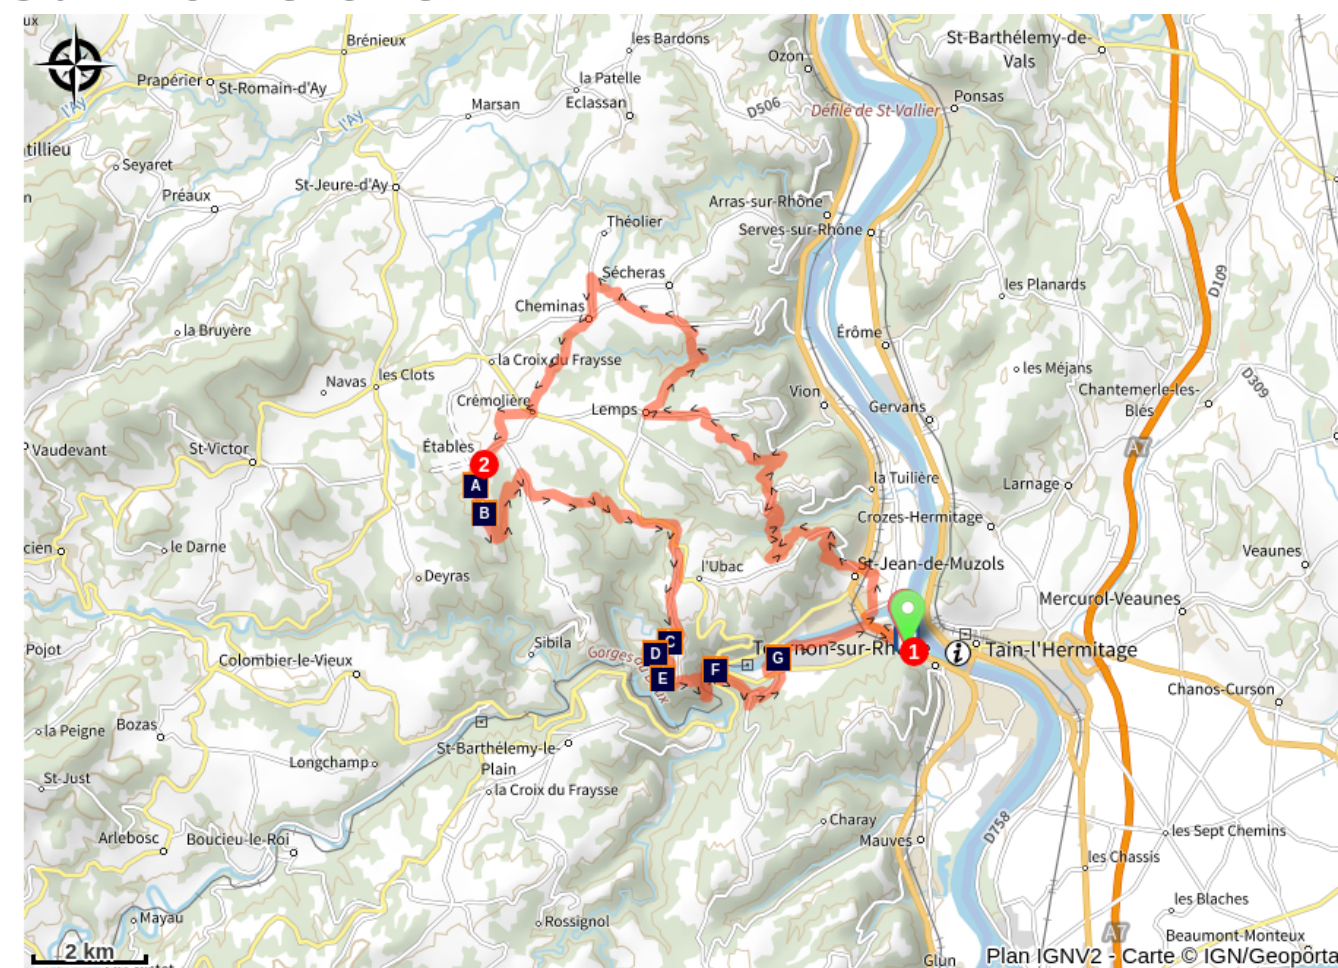 Brénieux
les Bardons
St-Barthélemy-de-
Vals
Ozon
Prapérier
St-Romain-d'Ay
la Patelle
Eclassan
Marsan
D506
Ponsas
Défilé de St-Vallier
l'Ay
l'Ay
tillieu
Seyaret
Préaux
St-Jeure-d'Ay
Arras-sur-Rhône
Serves-sur-Rhône
Théolier
Sécheras
Cheminas
les Planards
D109
la Bruyère
Érôme
la Croix du Fraysse
les Méjans
Navas
les Clots
Crémolière
Lemps
Vion
Gervans
Chantemerle-les-
Blés
D309
A7
Vaudevant
St-Victor
Étables
2
A
B
la Tuilière
Larnage
Crozes-Hermitage
cien
le Darne
Deyras
l'Ubac
St-Jean-de-Muzols
Veaunes
Mercurol-Veaunes
Pojot
Sibila
Colombier-le-Vieux
C
D
E
F
G
1
i
Tain-l'Hermitage
Chanos-Curson
la Peigne
Bozas
St-Barthélemy-le-
Plain
Longchamp
St-Just
la Croix du Fraysse
Arlebosc
Boucieu-le-Roi
Charay
Mauves
D758
les Sept Chemins
les Chassis
les Blaches
Mayau
Rossignol
A7
Beaumont-Monteux
Glun
2 km
Plan IGNV2 - Carte © IGN/Geoporta